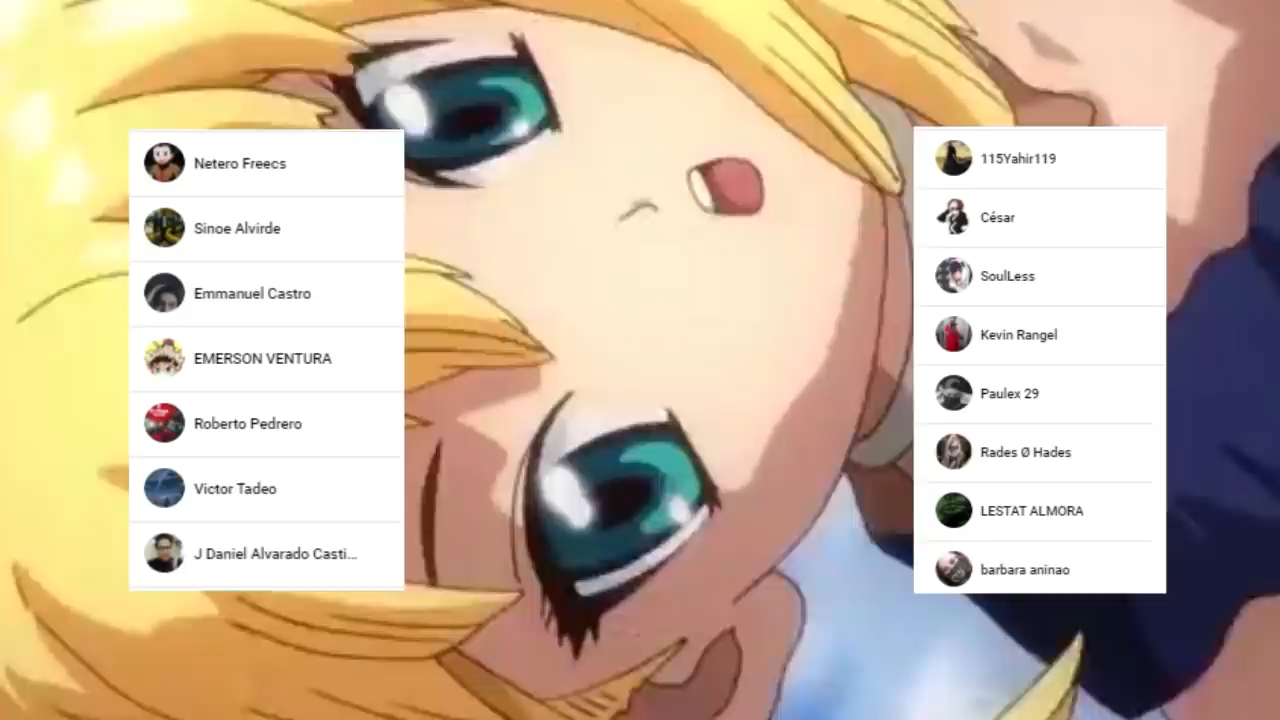 Netero Freecs
Sinoe Alvirde
Emmanuel Castro
EMERSON VENTURA
Roberto Pedrero
Victor Tadeo
J Daniel Alvarado Casti...
115Yahir119
César
SoulLess
Kevin Rangel
Paulex 29
Rades Ø Hades
LESTAT ALMORA
barbara aninao